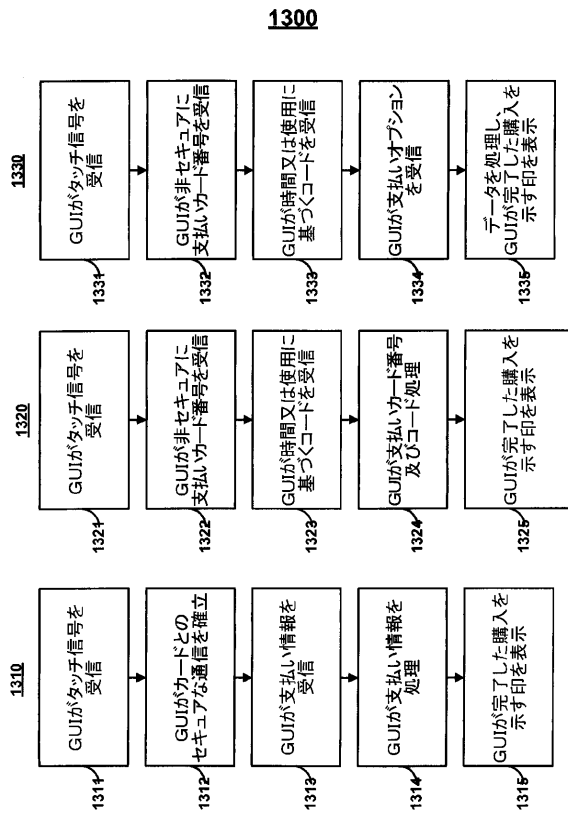 1300
1310
GUIがタッチ信号を
受信
1311
GUIがカードとの
セキュアな通信を確立
1312
GUIが支払い情報を
受信
1313
GUIが支払い情報を
処理
1314
GUIが完了した購入を
示す印を表示
1315
1320
GUIがタッチ信号を
受信
1321
GUIが非セキュアに
支払いカード番号を受信
1322
GUIが時間又は使用に
基づくコードを受信
1323
GUIが支払いカード番号
及びコード処理
1324
GUIが完了した購入を
示す印を表示
1325
1330
GUIがタッチ信号を
受信
1331
GUIが非セキュアに
支払いカード番号を受信
1332
GUIが時間又は使用に
基づくコードを受信
1333
GUIが支払いオプション
を受信
1334
データを処理し、
GUIが完了した購入を
示す印を表示
1335